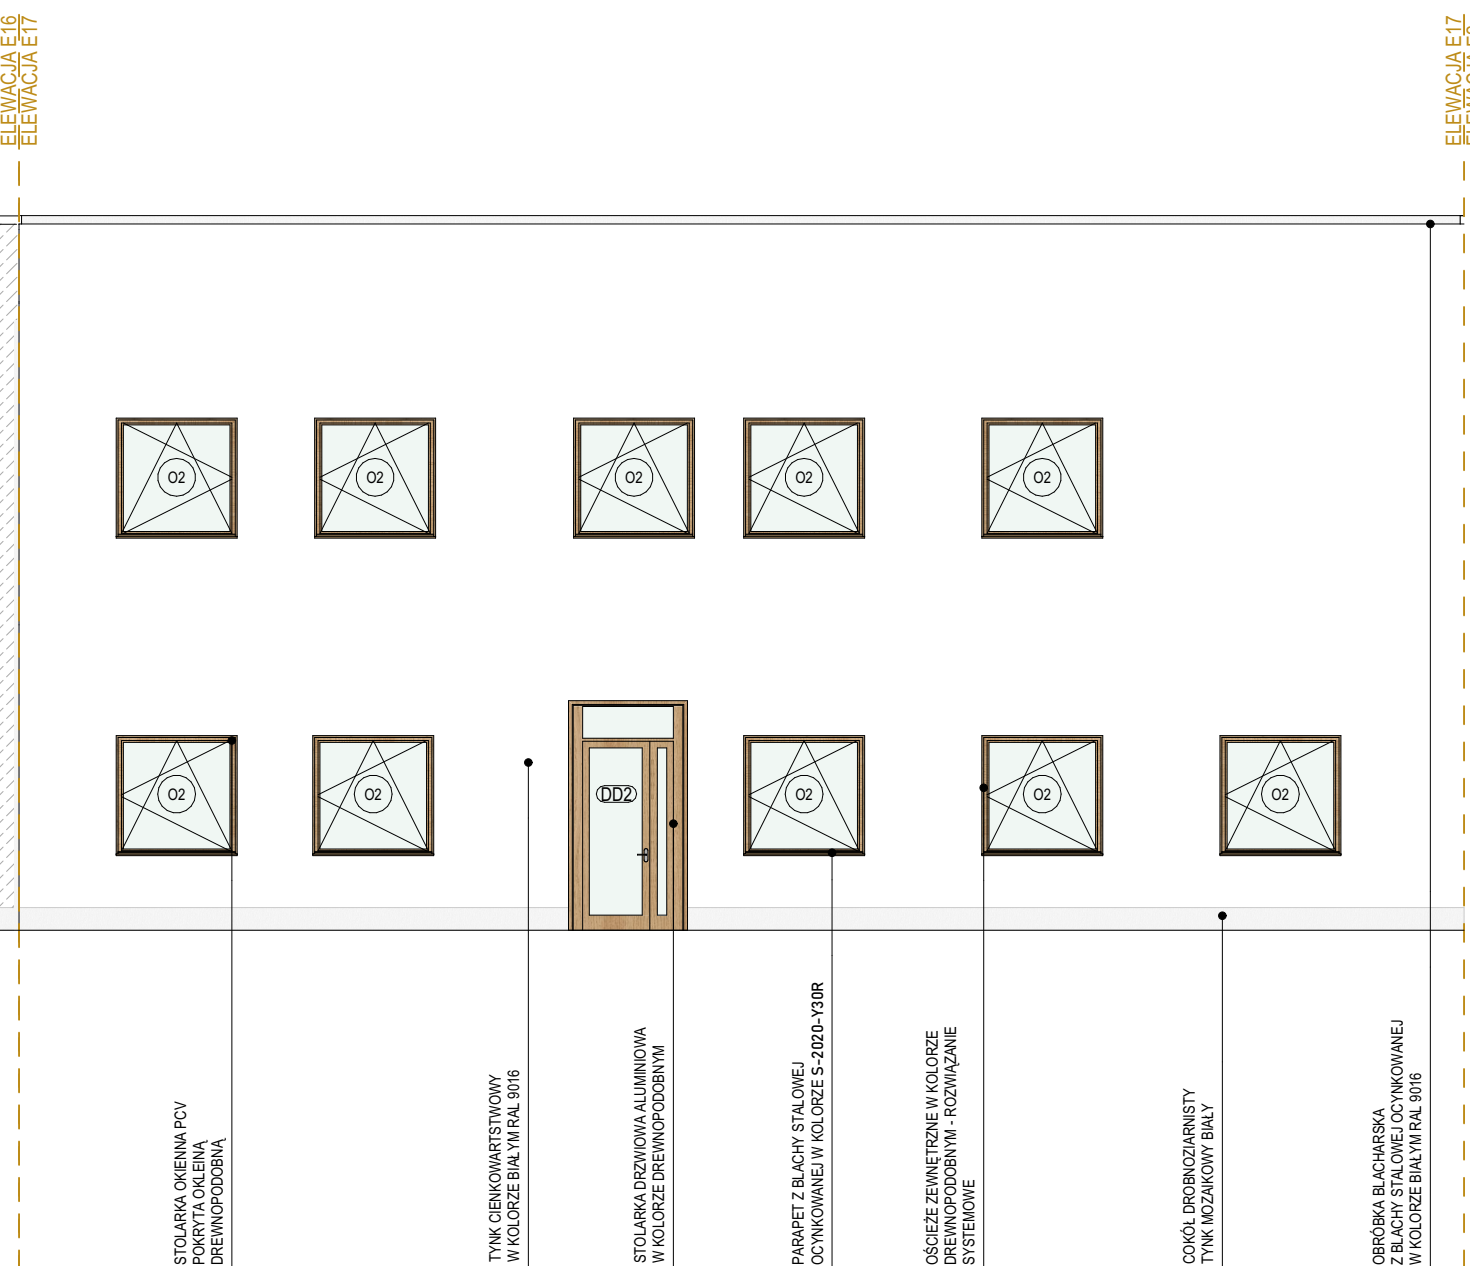 ELEWACJA E16
ELEWACJA E17
ELEWACJA E17
O2
O2
O2
O2
O2
O2
O2
DD2
O2
O2
O2
STOLARKA OKIENNA PCV
POKRYTA OKLEINĄ
DREWNOPODOBNĄ
TYNK CIENKOWARTSTWOWY
W KOLORZE BIAŁYM RAL 9016
STOLARKA DRZWIOWA ALUMINIOWA
W KOLORZE DREWNOPODOBNYM
PARAPET Z BLACHY STALOWEJ
OCYNKOWANEJ W KOLORZE S-2020-Y30R
OŚCIEŻE ZEWNĘTRZNE W KOLORZE
DREWNOPODOBNYM - ROZWIĄZANIE
SYSTEMOWE
COKÓŁ DROBNOZIARNISTY
TYNK MOZAIKOWY BIAŁY
OBRÓBKA BLACHARSKA
Z BLACHY STALOWEJ OCYNKOWANEJ
W KOLORZE BIAŁYM RAL 9016